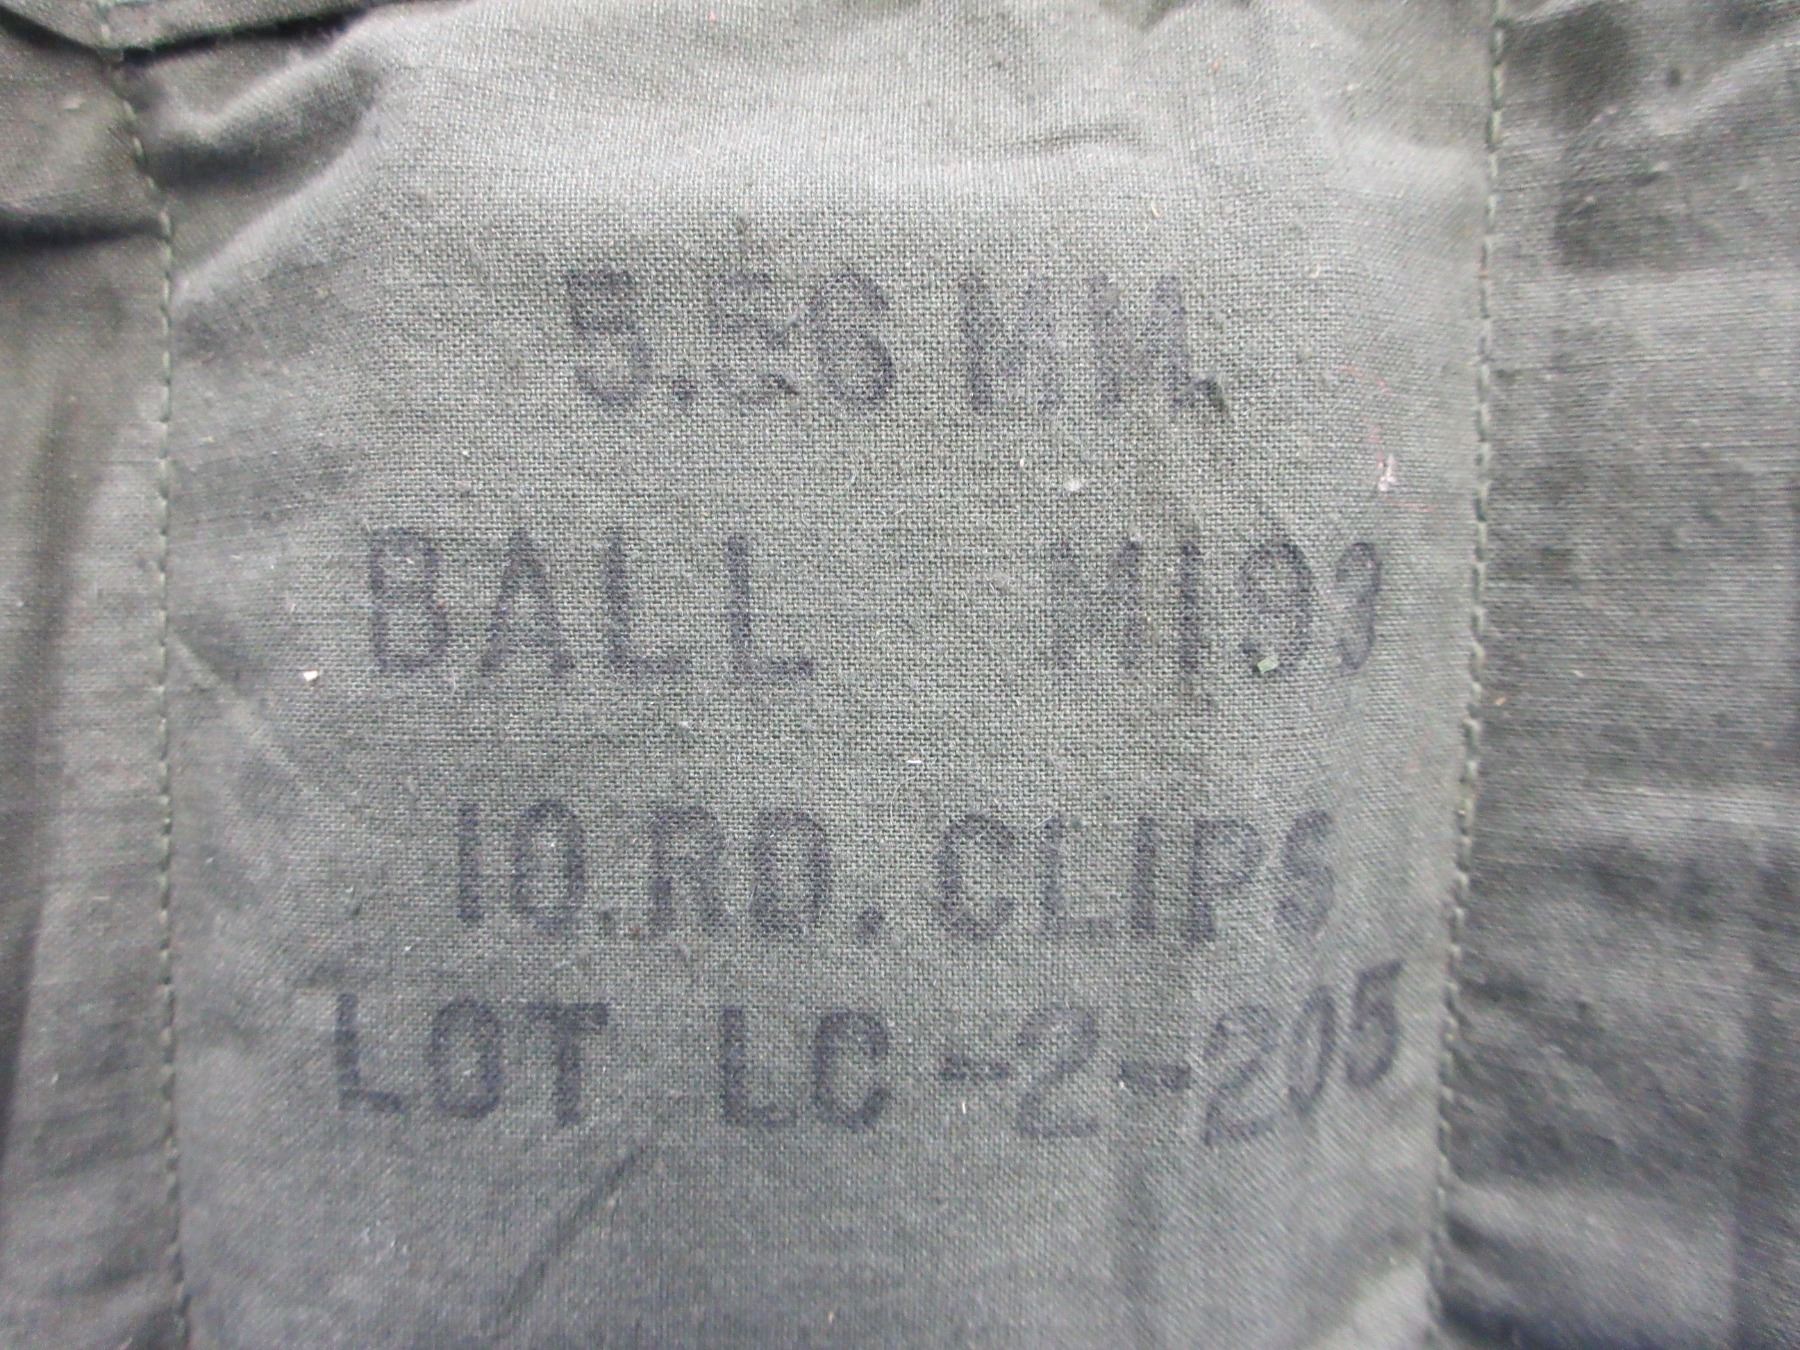 5.56 MM
BALL M193
10.RD. CLIPS
LOT LC-2-205